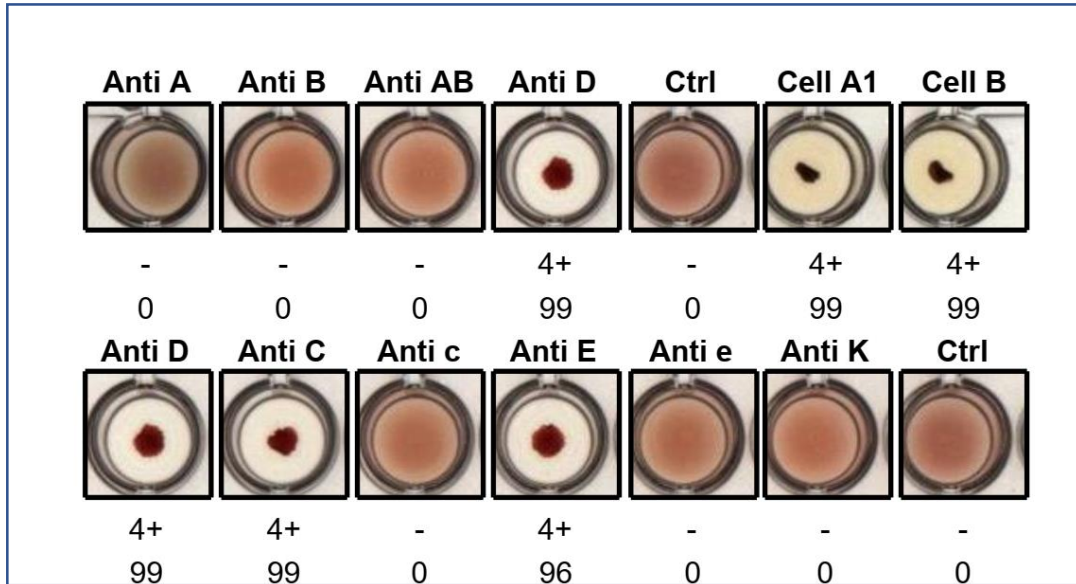 Anti A Anti B Anti AB Anti D Ctrl Cell A1 Cell B
- - - 4+ - 4+ 4+
0 0 0 99 0 99 99
Anti D Anti C Anti c Anti E Anti e Anti K Ctrl
4+ 4+ - 4+ - - -
99 99 0 96 0 0 0